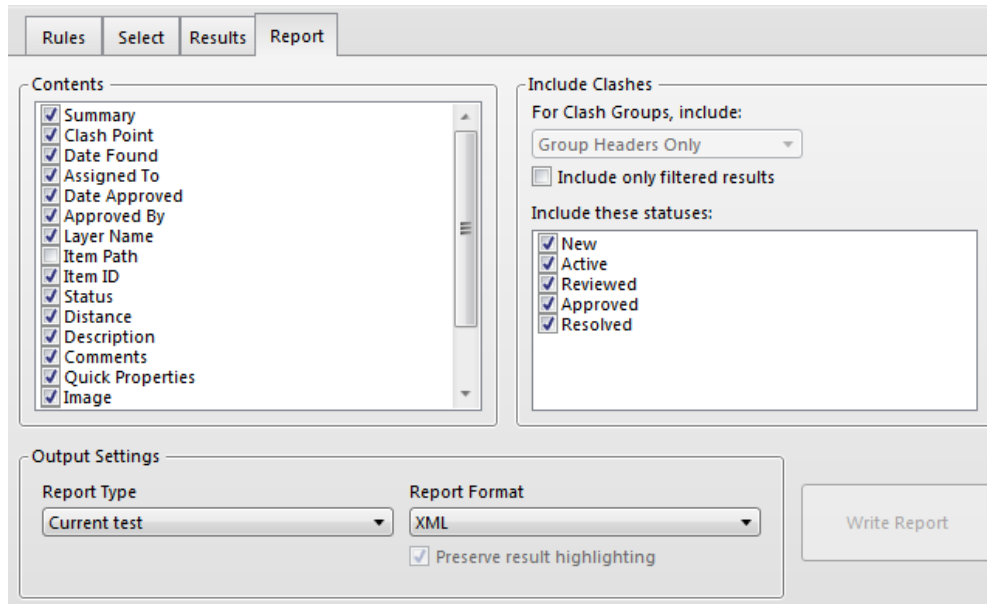 Rules Select Results Report
Contents
Summary
Clash Point
Date Found
Assigned To
Date Approved
Approved By
Layer Name
Item Path
Item ID
Status
Distance
Description
Comments
Quick Properties
Image
Include Clashes
For Clash Groups, include:
Group Headers Only
Include only filtered results
Include these statuses:
New
Active
Reviewed
Approved
Resolved
Output Settings
Report Type
Current test
Report Format
XML
Preserve result highlighting
Write Report